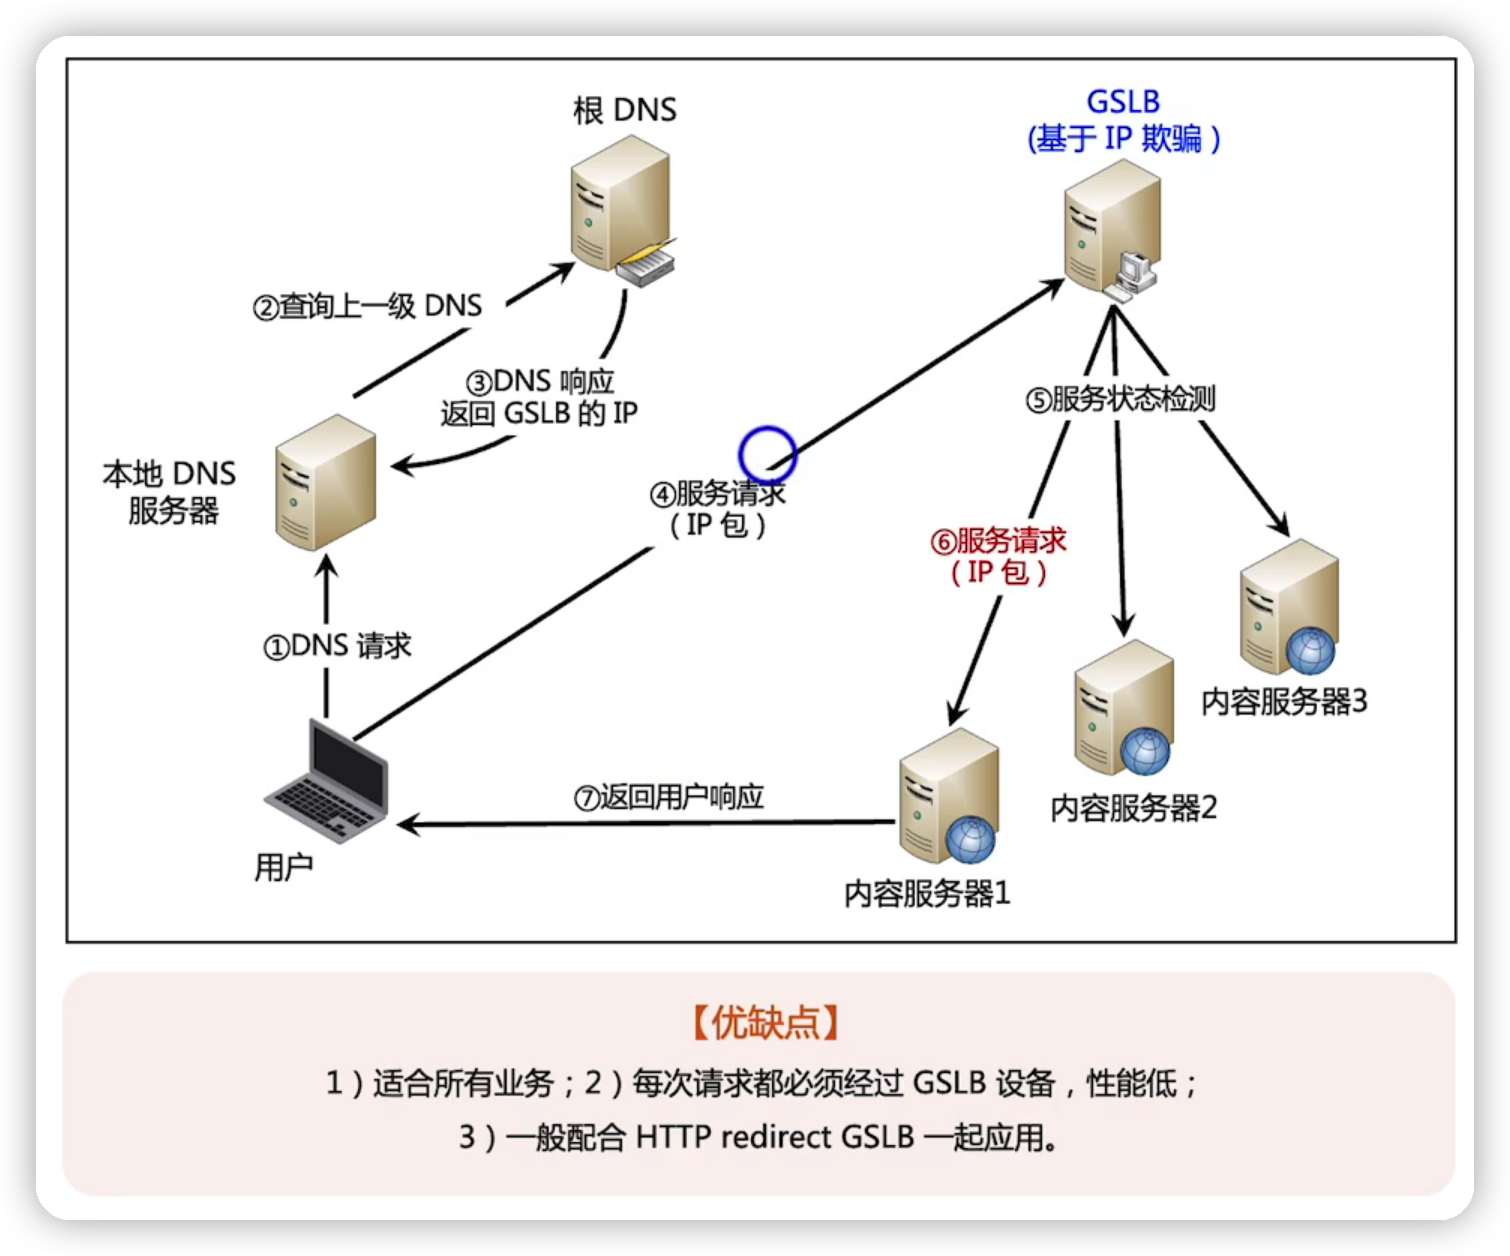 根 DNS
GSLB
(基于 IP 欺骗）
②查询上一级 DNS
③DNS 响应
返回 GSLB 的 IP
⑤服务状态检测
本地 DNS
服务器
④服务请求
（IP 包）
⑥服务请求
（IP 包）
①DNS 请求
内容服务器3
⑦返回用户响应
内容服务器2
用户
内容服务器1
【优缺点】
1）适合所有业务；2）每次请求都必须经过 GSLB 设备，性能低；
3）一般配合 HTTP redirect GSLB 一起应用。